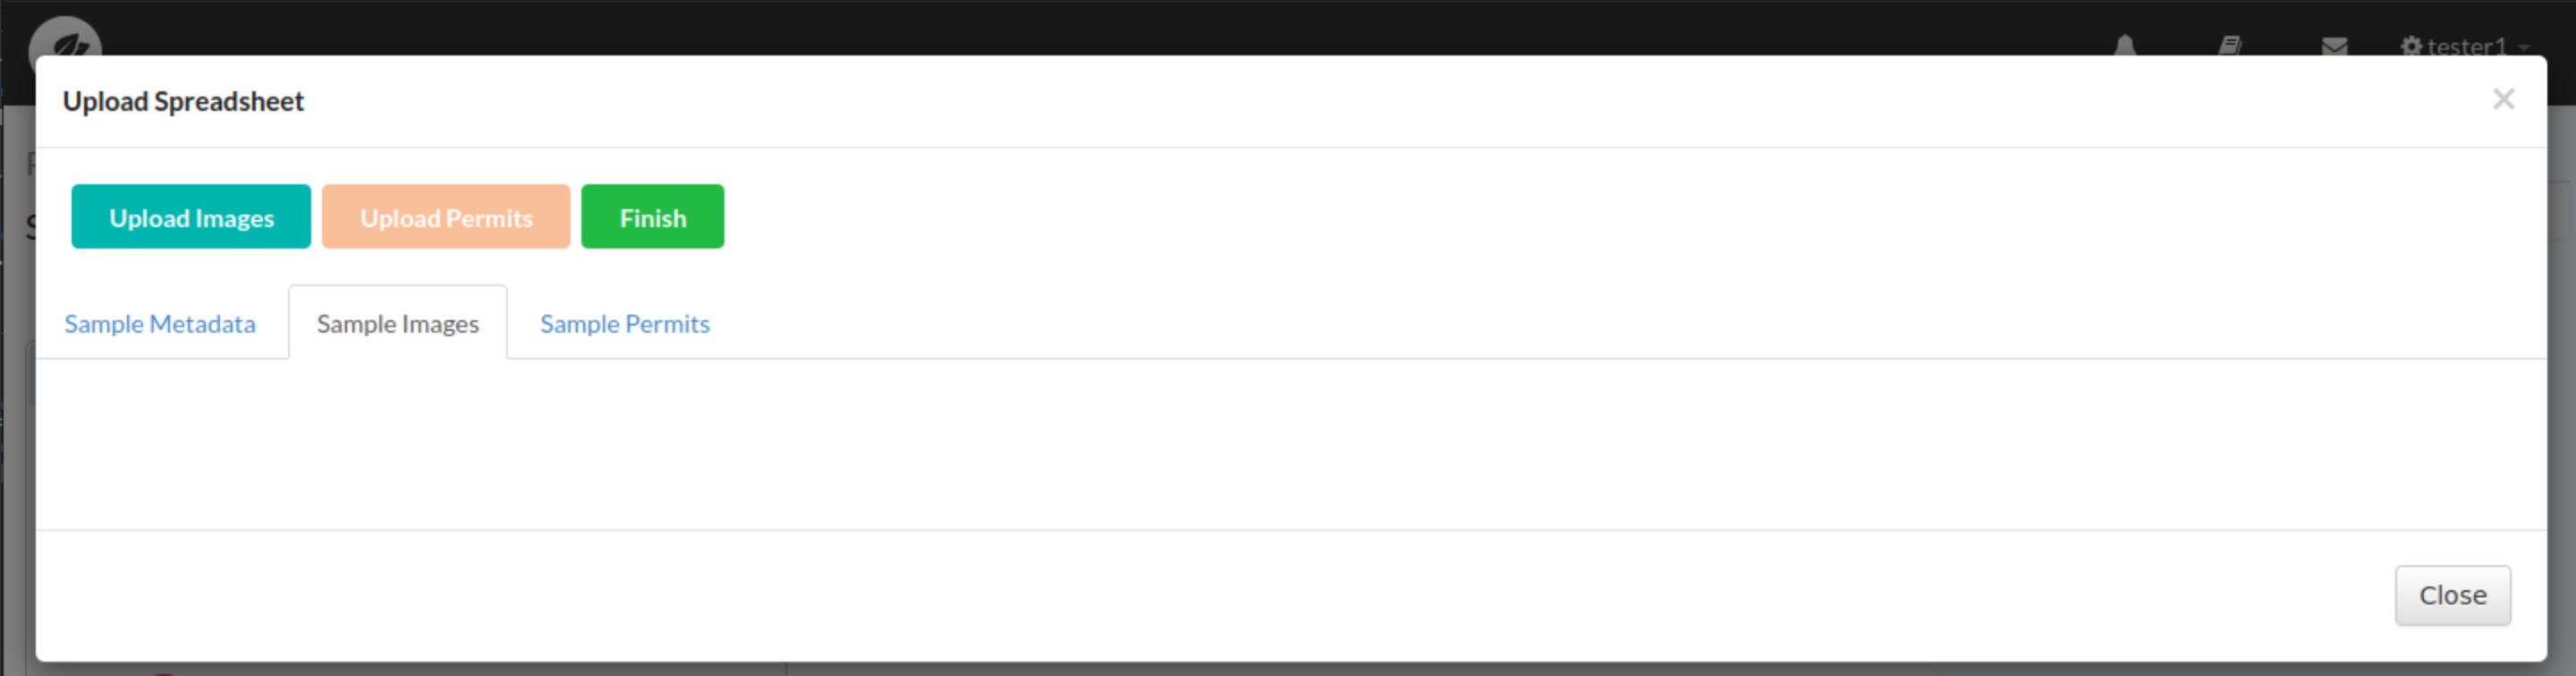 tester1
Upload Spreadsheet
Upload Images Upload Permits Finish
Sample Metadata Sample Images Sample Permits
Close